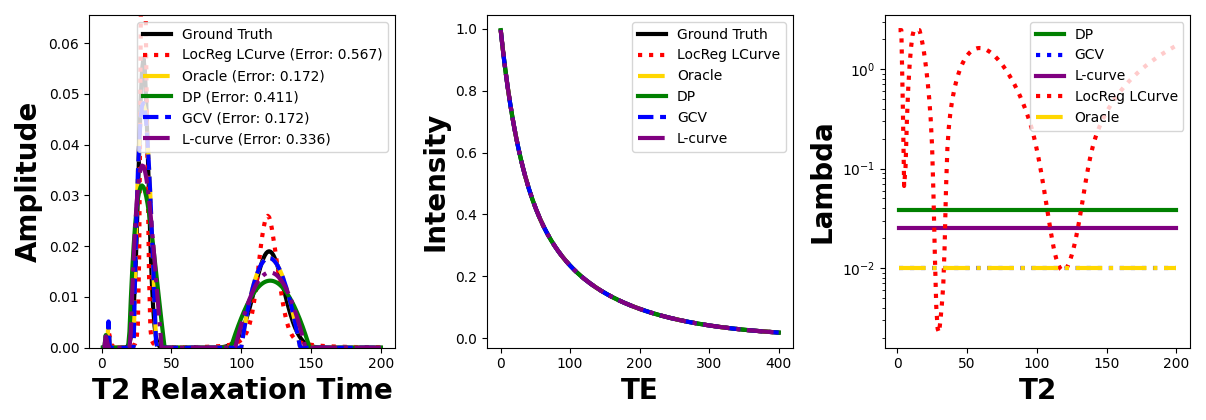 Amplitude
0.06
0.05
0.04
0.03
0.02
0.01
0.00
Ground Truth
LocReg LCurve (Error: 0.567)
Oracle (Error: 0.172)
DP (Error: 0.411)
GCV (Error: 0.172)
L-curve (Error: 0.336)
0 50 100 150 200
T2 Relaxation Time
Intensity
1.0
0.8
0.6
0.4
0.2
0.0
Ground Truth
LocReg LCurve
Oracle
DP
GCV
L-curve
0 100 200 300 400
TE
Lambda
10^0
10^-1
10^-2
DP
GCV
L-curve
LocReg LCurve
Oracle
0 50 100 150 200
T2